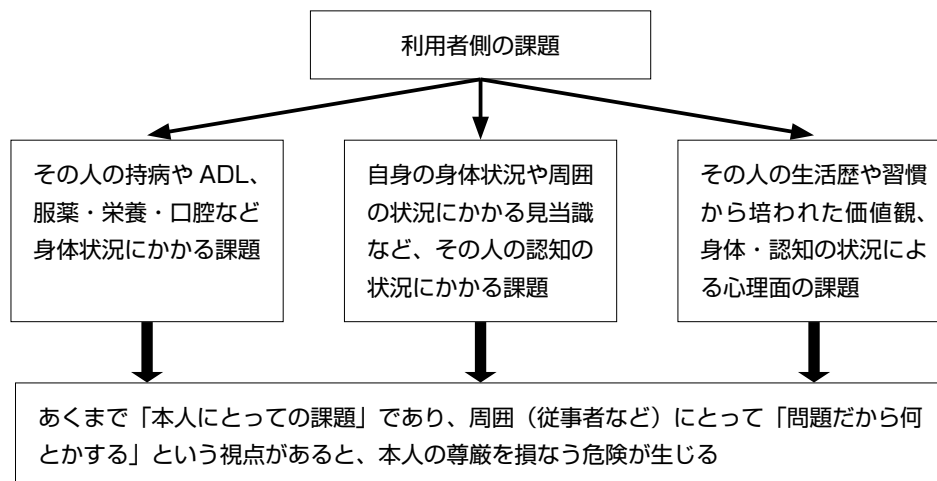 利用者側の課題
その人の持病や ADL、
服薬・栄養・口腔など
身体状況にかかる課題
自身の身体状況や周囲
の状況にかかる見当識
など、その人の認知の
状況にかかる課題
その人の生活歴や習慣
から培われた価値観、
身体・認知の状況によ
る心理面の課題
あくまで「本人にとっての課題」であり、周囲（従事者など）にとって「問題だから何
とかする」という視点があると、本人の尊厳を損なう危険が生じる